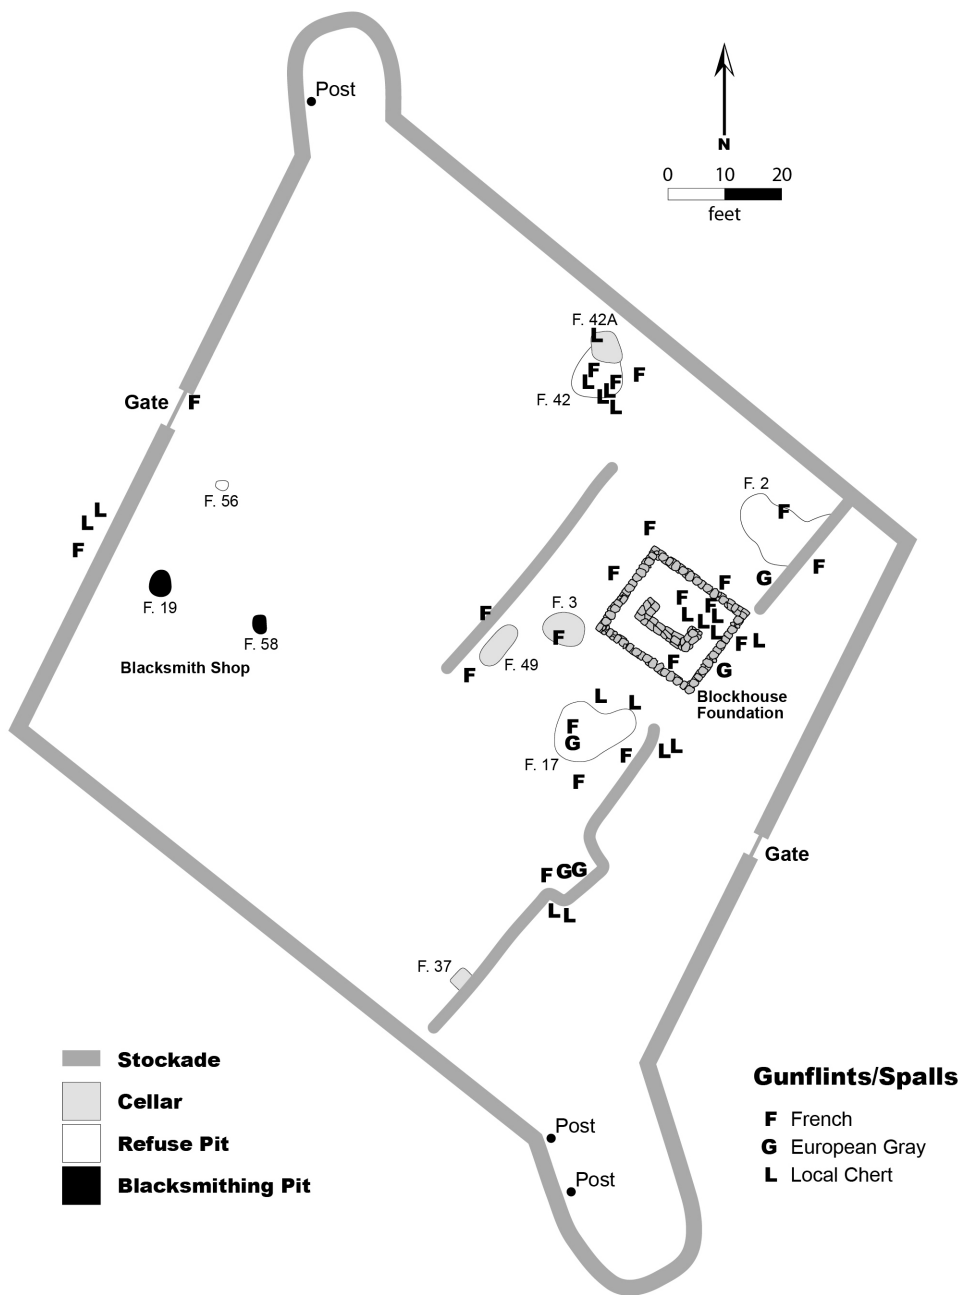 Post
N
0 10 20
feet
F. 42A
L
F
F
L
F
L
F. 42
L
L
Gate F
F. 2
F
F. 56
L
L
F
F
F
G
F
F
F. 19
F
F
L
L
L
L
F. 3
F
F
L
F. 58
F. 49
Blacksmith Shop
F
F
G
Blockhouse
Foundation
L
L
F
G
F. 17
F
L
L
F
Gate
F
G
G
L
L
F. 37
Stockade
Cellar
Refuse Pit
Blacksmithing Pit
Post
Post
Gunflints/Spalls
F French
G European Gray
L Local Chert